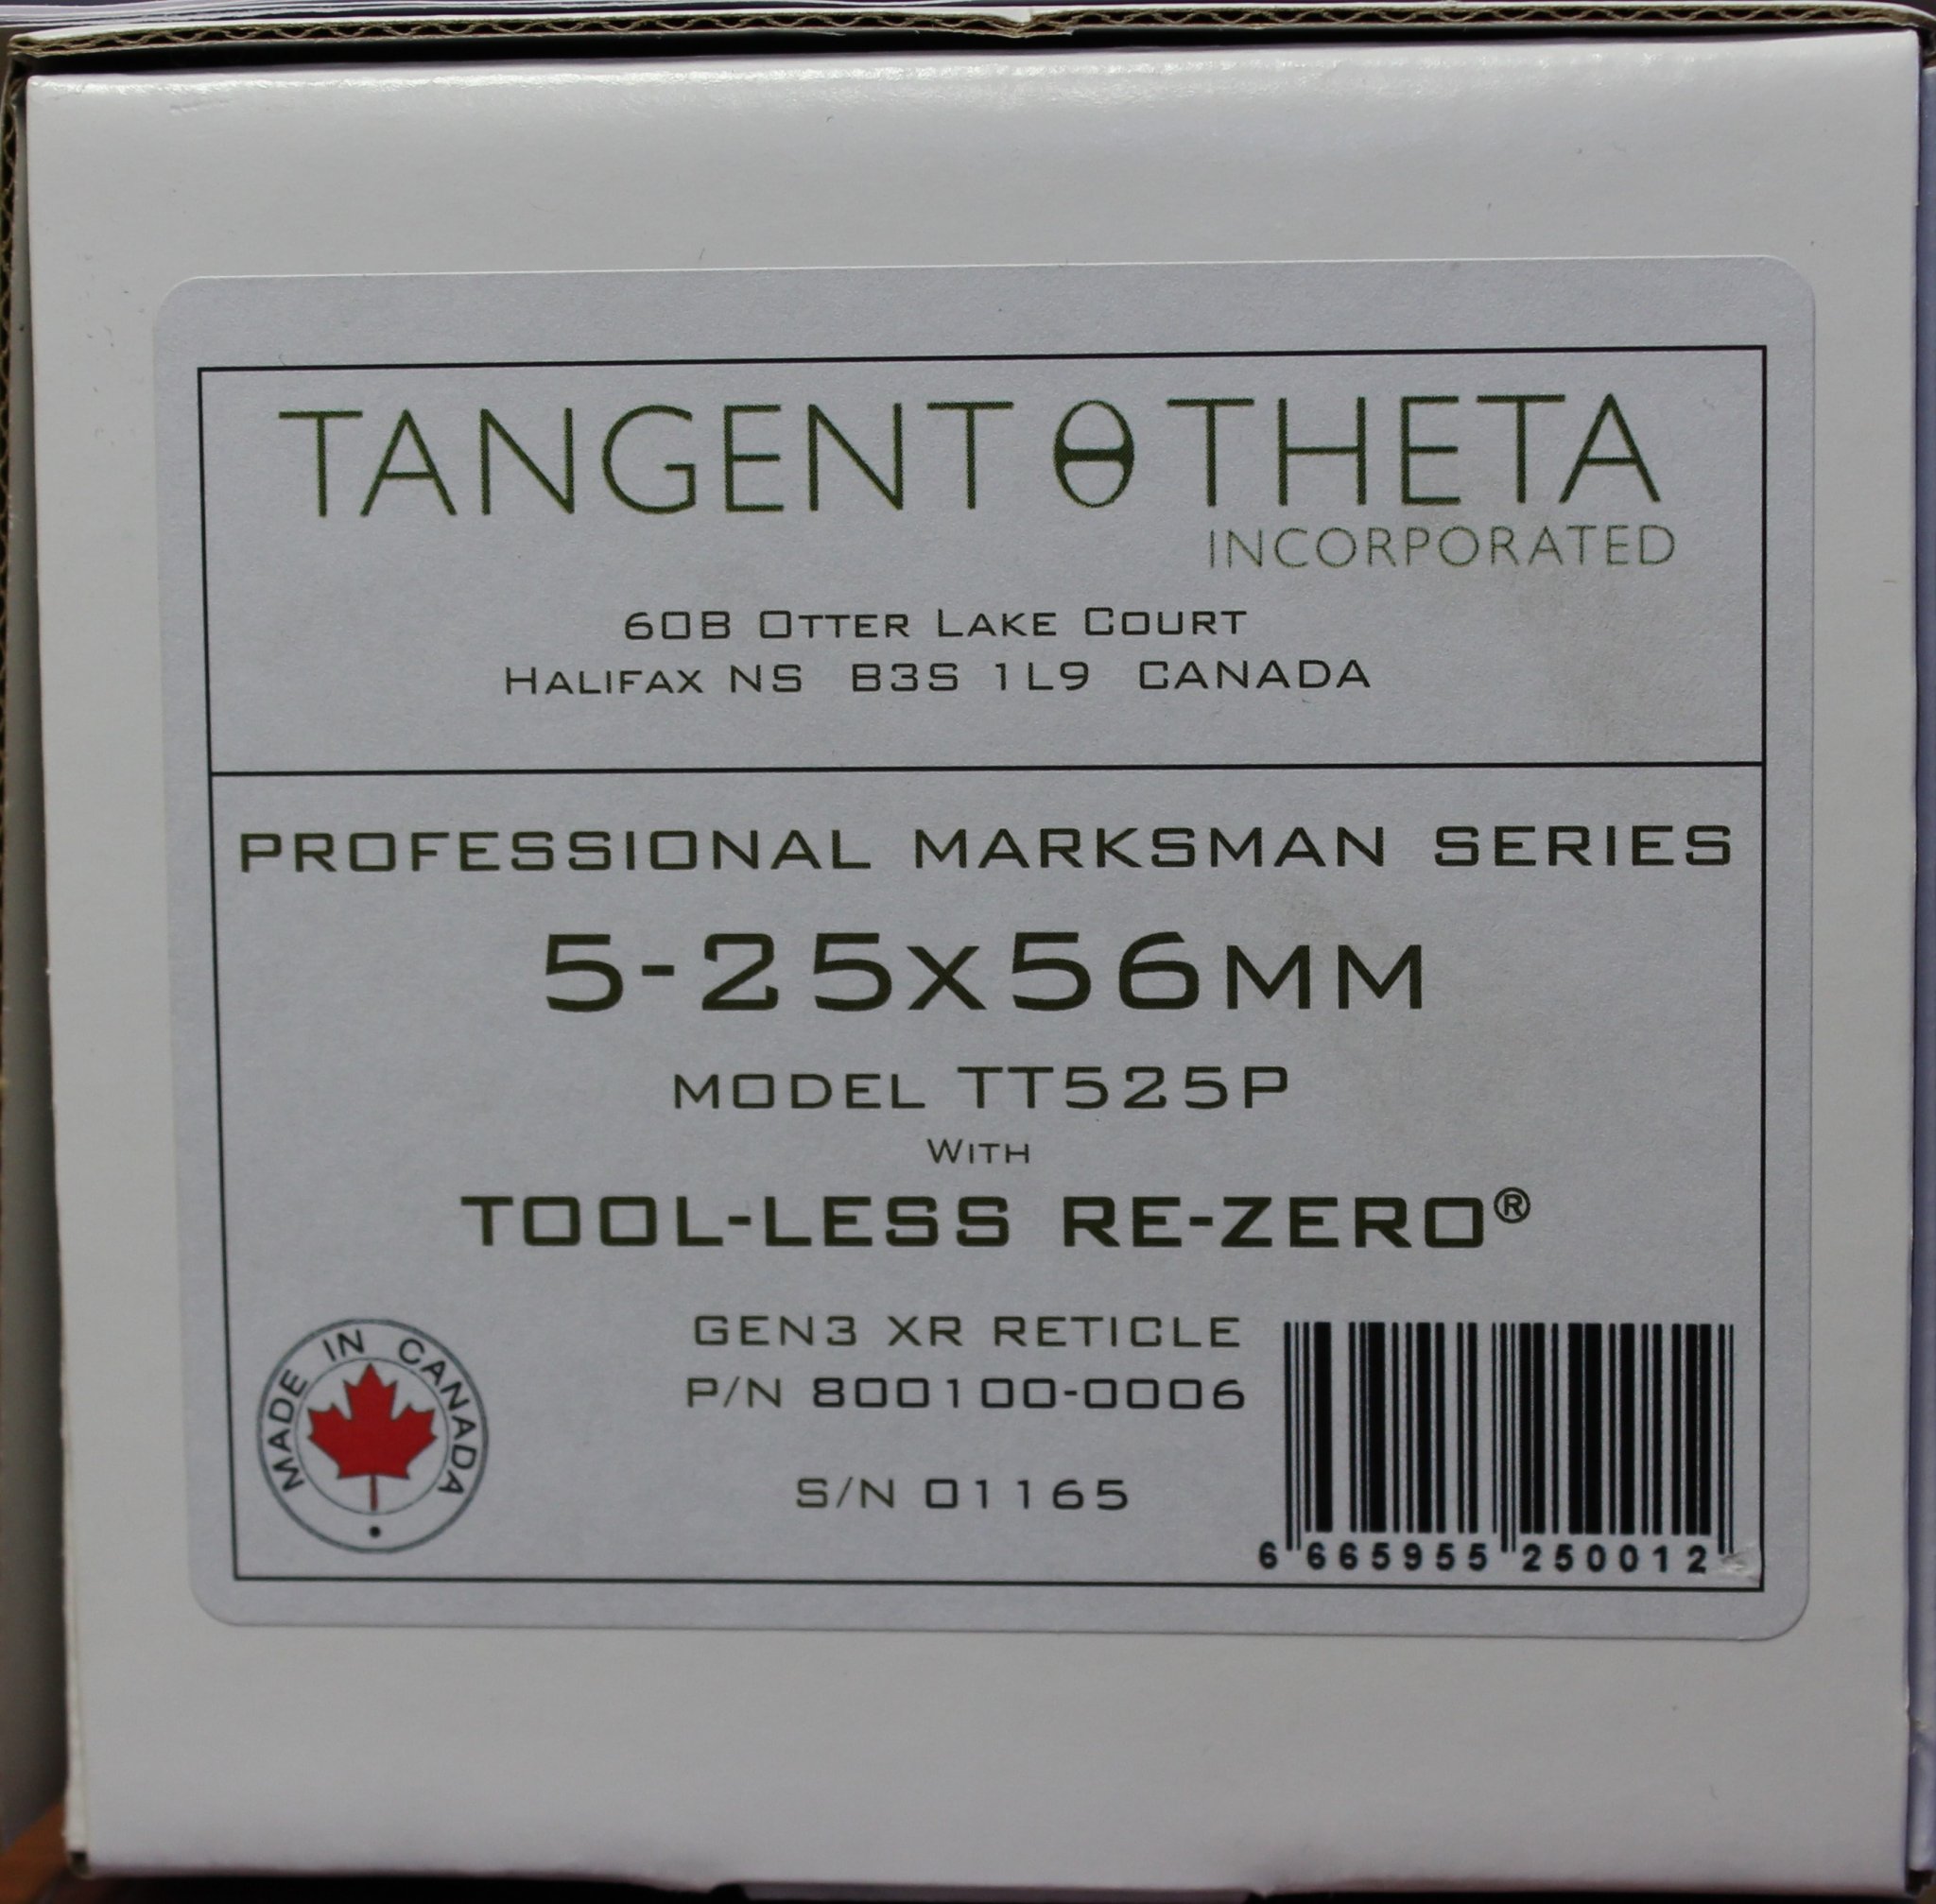 TANGENT θ THETA
INCORPORATED
60B OTTER LAKE COURT
HALIFAX NS B3S 1L9 CANADA
PROFESSIONAL MARKSMAN SERIES
5-25x56MM
MODEL TT525P
WITH
TOOL-LESS RE-ZERO®
GEN3 XR RETICLE
P/N 800100-0006
S/N 01165
MADE IN CANADA
6 665955 250012